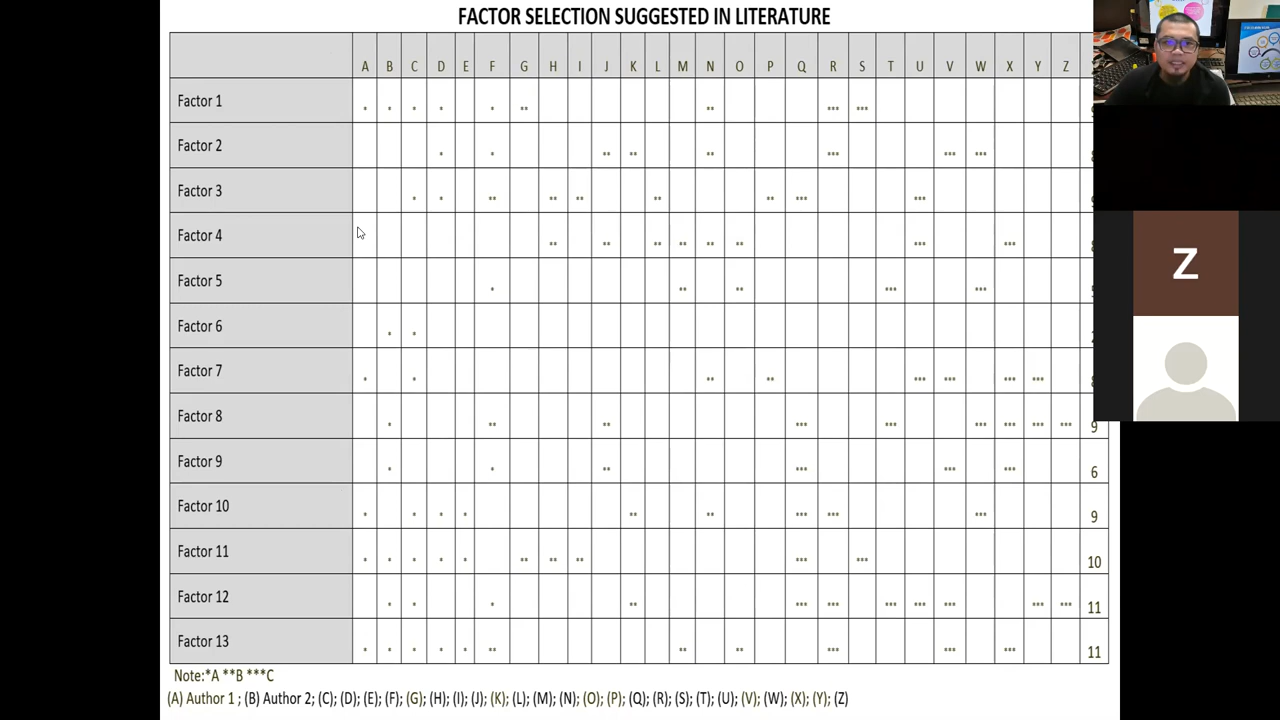 FACTOR SELECTION SUGGESTED IN LITERATURE
A B C D E F G H I J K L M N O P Q R S T U V W X Y Z
Factor 1 . . . . . .. .. ... ...
Factor 2 . . .. .. .. ... ... ...
Factor 3 . . .. .. .. .. .. ... ...
Factor 4 .. .. .. .. .. .. ... ...
Factor 5 . .. .. ... ...
Factor 6 . .
Factor 7 . . .. .. ... ... ... ...
Factor 8 . .. .. ... ... ... ... ... ... 9
Factor 9 . . .. ... ... ... 6
Factor 10 . . . . . .. .. ... ... ... 9
Factor 11 . . . . . .. .. .. ... ... 10
Factor 12 . . . .. ... ... ... ... ... ... ... 11
Factor 13 . . . . . .. .. .. ... ... ... 11
Note:*A **B ***C
(A) Author 1 ; (B) Author 2; (C); (D); (E); (F); (G); (H); (I); (J); (K); (L); (M); (N); (O); (P); (Q); (R); (S); (T); (U); (V); (W); (X); (Y); (Z)
Z